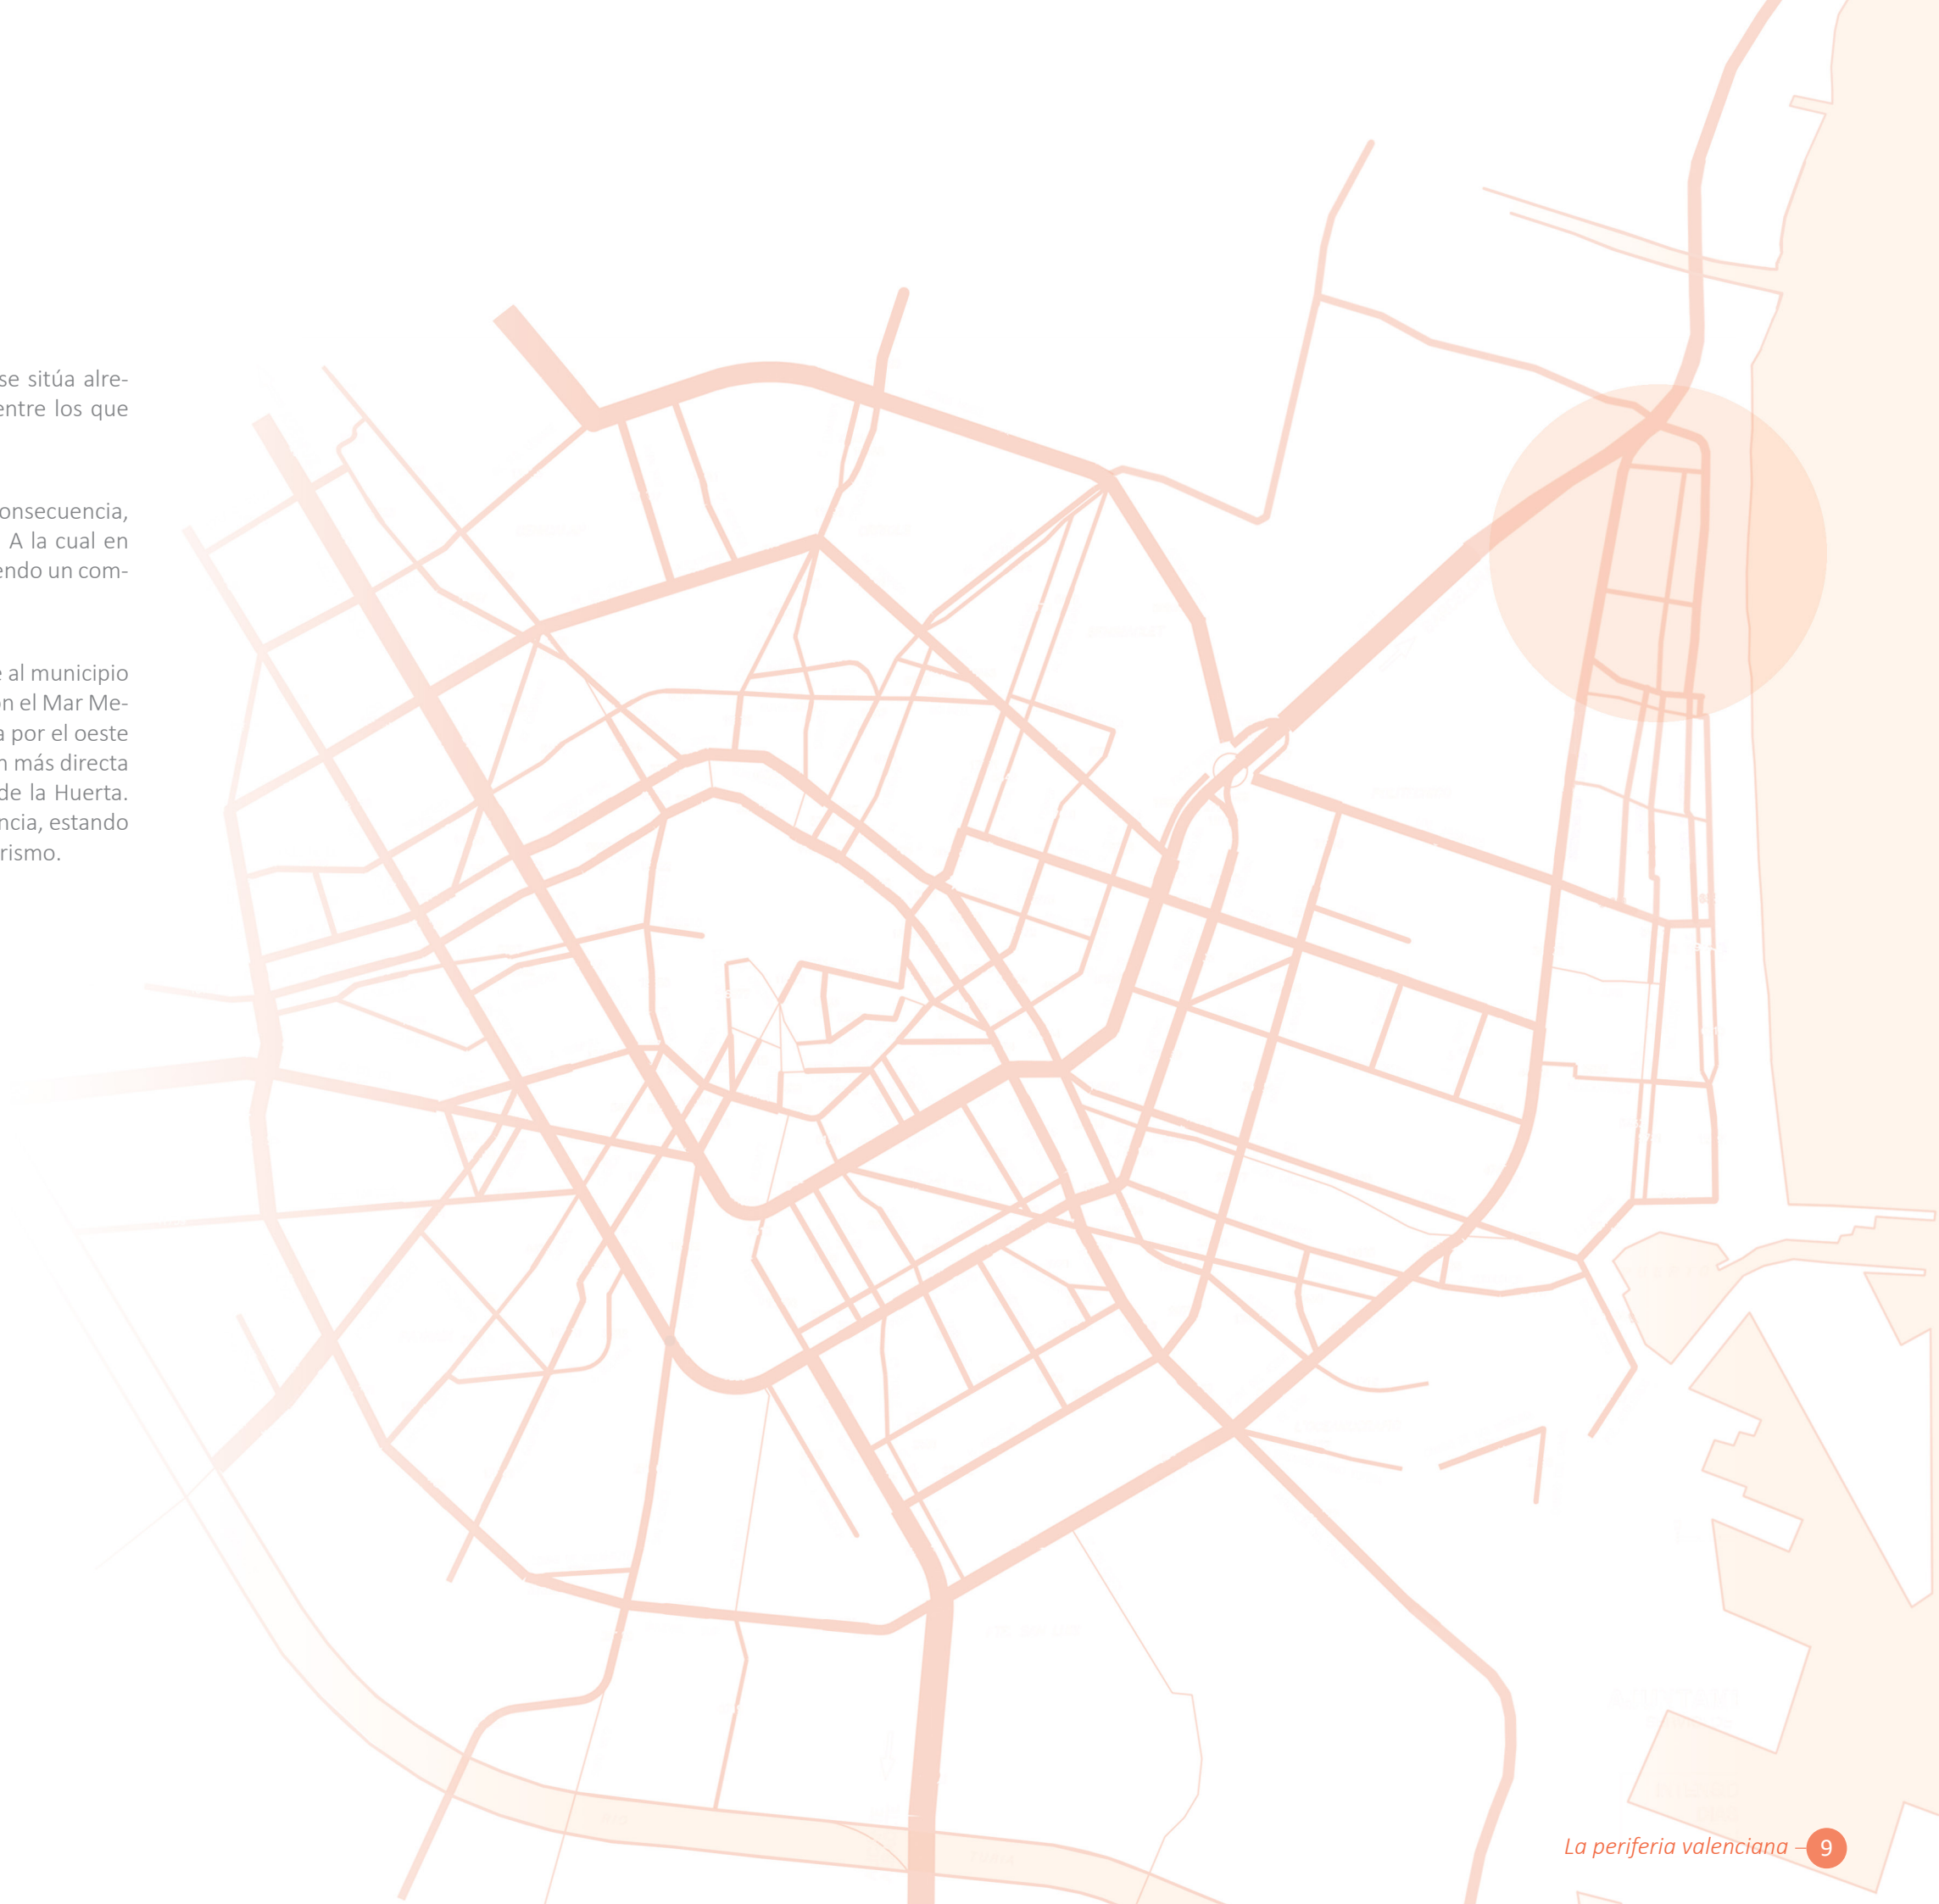 se sitúa alre-
entre los que
onsecuencia,
A la cual en
endo un com-
e al municipio
on el Mar Me-
a por el oeste
n más directa
de la Huerta.
ncia, estando
rismo.
La periferia valenciana
9